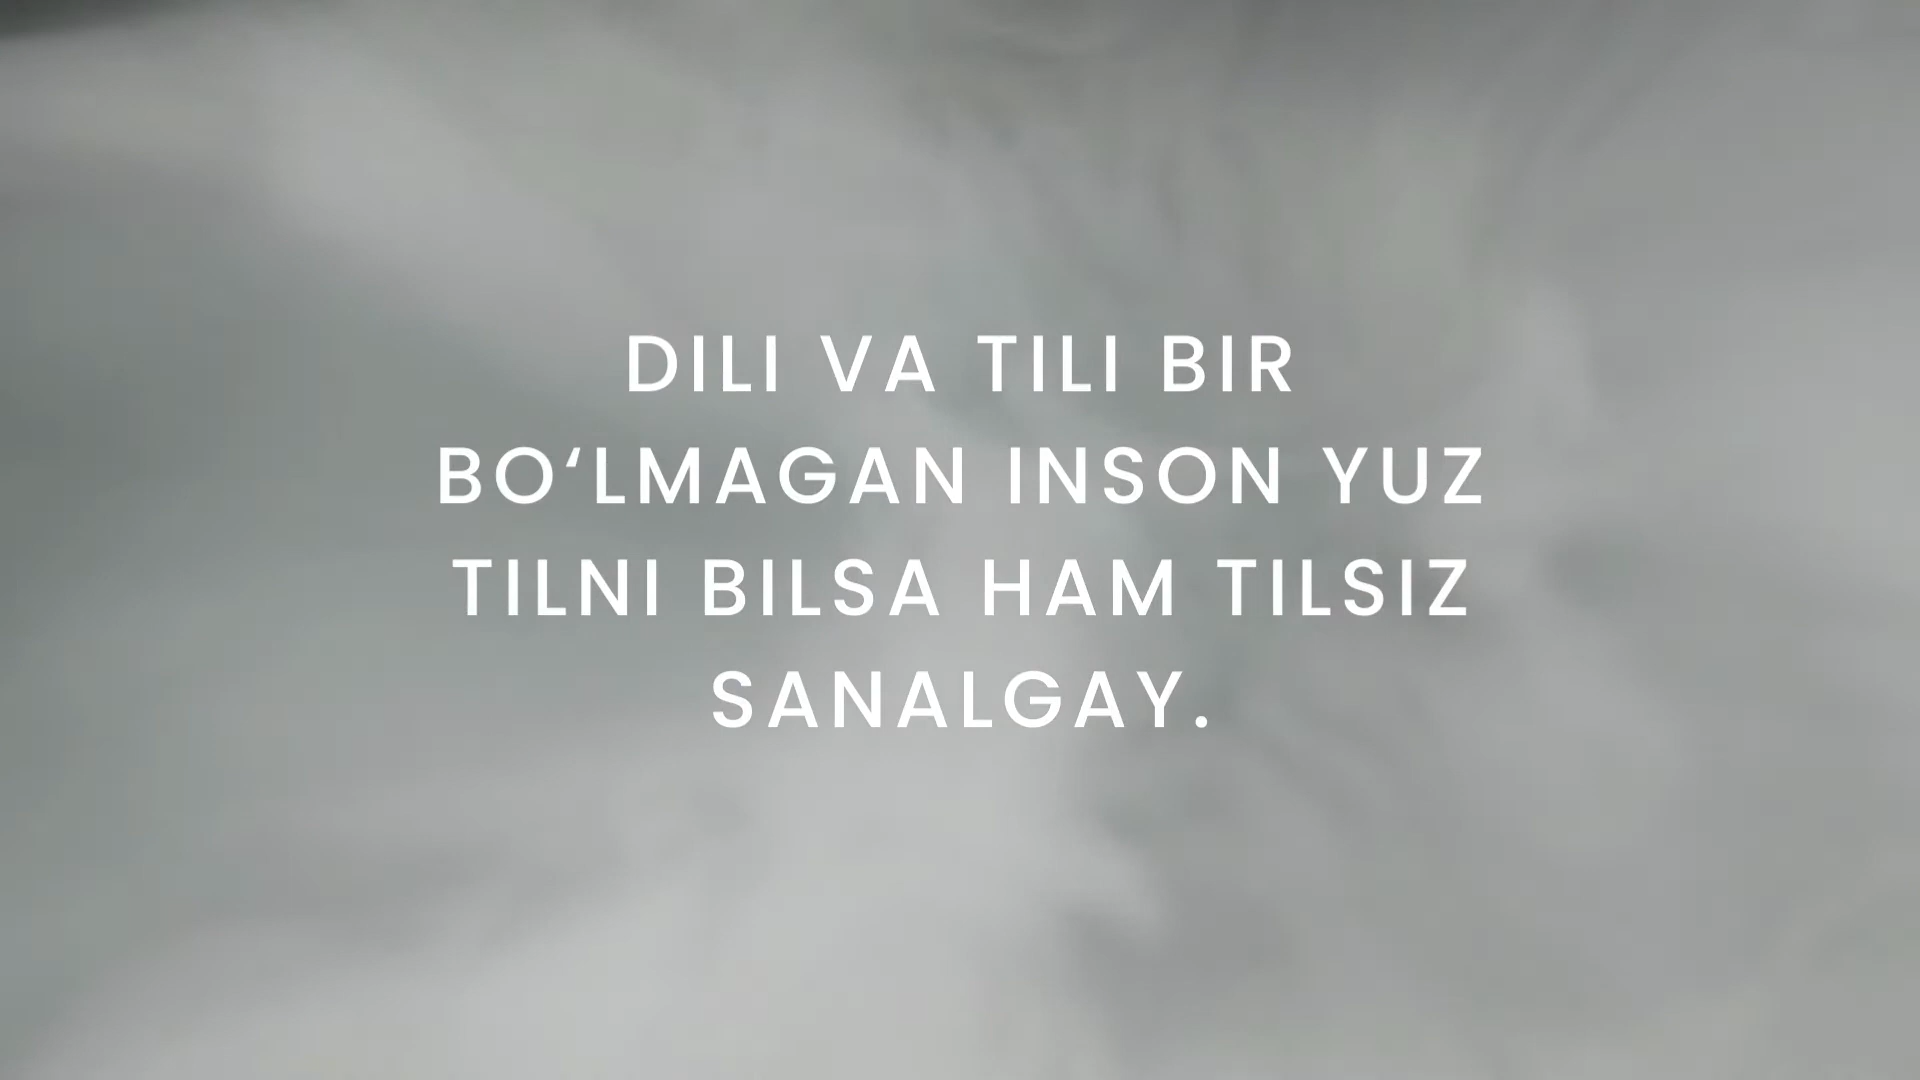 DILI VA TILI BIR
BO‘LMAGAN INSON YUZ
TILNI BILSA HAM TILSIZ
SANALGAY.